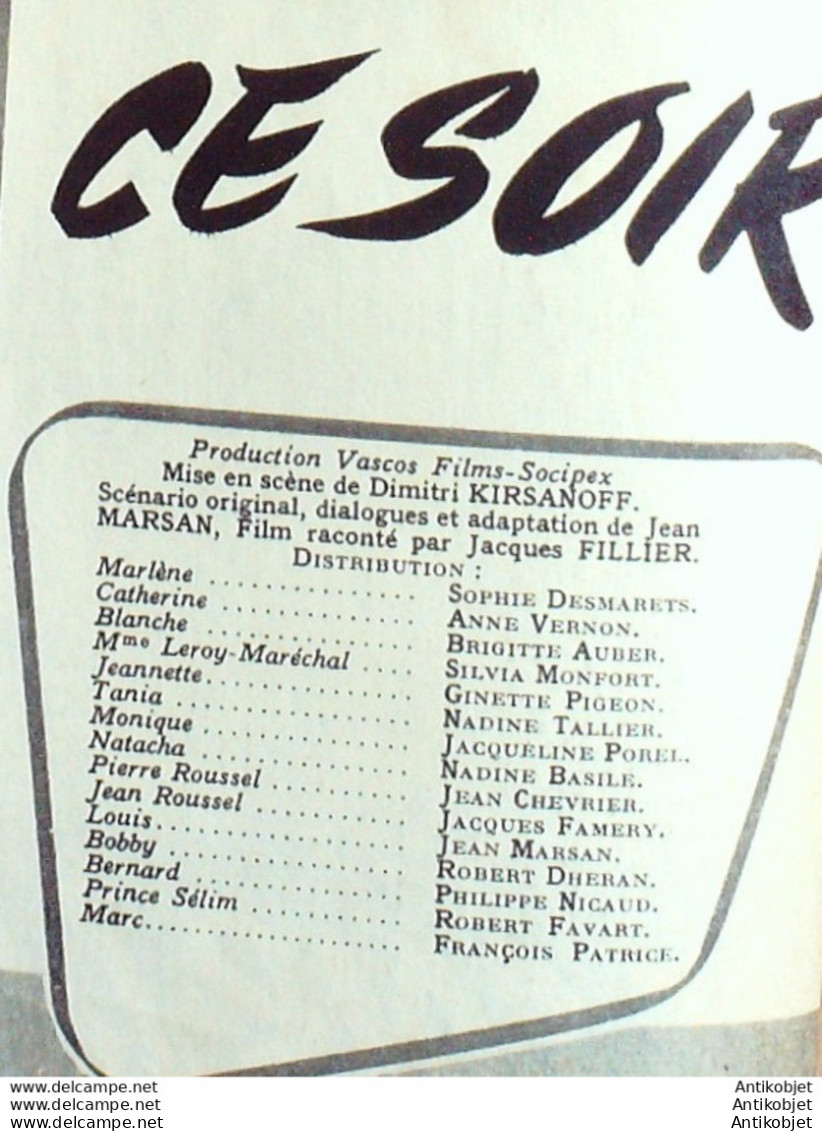 CE SOIR
Production Vascos Films-Socipex
Mise en scène de Dimitri KIRSANOFF.
Scénario original, dialogues et adaptation de Jean
MARSAN, Film raconté par Jacques FILLIER.
DISTRIBUTION :
Marlène ............... SOPHIE DESMARETS.
Catherine ............... ANNE VERNON.
Blanche ............... BRIGITTE AUBER.
Mme Leroy-Maréchal .... SILVIA MONFORT.
Jeannette............... GINETTE PIGEON.
Tania ............... NADINE TALLIER.
Monique ............... JACQUELINE POREL.
Natacha ............... NADINE BASILE.
Pierre Roussel .......... JEAN CHEVRIER.
Jean Roussel ........... JACQUES FAMERY.
Louis.................. JEAN MARSAN.
Bobby ................. ROBERT DHERAN.
Bernard ................ PHILIPPE NICAUD.
Prince Sélim ........... ROBERT FAVART.
Marc.................... FRANÇOIS PATRICE.
www.delcampe.net Antikobjet
www.delcampe.net Antikobjet
www.delcampe.net Antikobjet